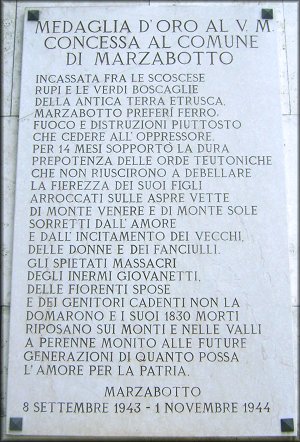 MEDAGLIA D'ORO AL V. M.
CONCESSA AL COMUNE
DI MARZABOTTO
INCASSATA FRA LE SCOSCESE
RUPI E LE VERDI BOSCAGLIE
DELLA ANTICA TERRA ETRUSCA,
MARZABOTTO PREFERÌ FERRO,
FUOCO E DISTRUZIONI PIUTTOSTO
CHE CEDERE ALL'OPPRESSORE.
PER 14 MESI SOPPORTÒ LA DURA
PREPOTENZA DELLE ORDE TEUTONICHE
CHE NON RIUSCIRONO A DEBELLARE
LA FIEREZZA DEI SUOI FIGLI
ARROCCATI SULLE ASPRE VETTE
DI MONTE VENERE E DI MONTE SOLE
SORRETTI DALL'AMORE
E DALL'INCITAMENTO DEI VECCHI,
DELLE DONNE E DEI FANCIULLI.
GLI SPIETATI MASSACRI
DEGLI INERMI GIOVANETTI,
DELLE FIORENTI SPOSE
E DEI GENITORI CADENTI NON LA
DOMARONO E I SUOI 1830 MORTI
RIPOSANO SUI MONTI E NELLE VALLI
A PERENNE MONITO ALLE FUTURE
GENERAZIONI DI QUANTO POSSA
L'AMORE PER LA PATRIA.
MARZABOTTO
8 SETTEMBRE 1943 - 1 NOVEMBRE 1944